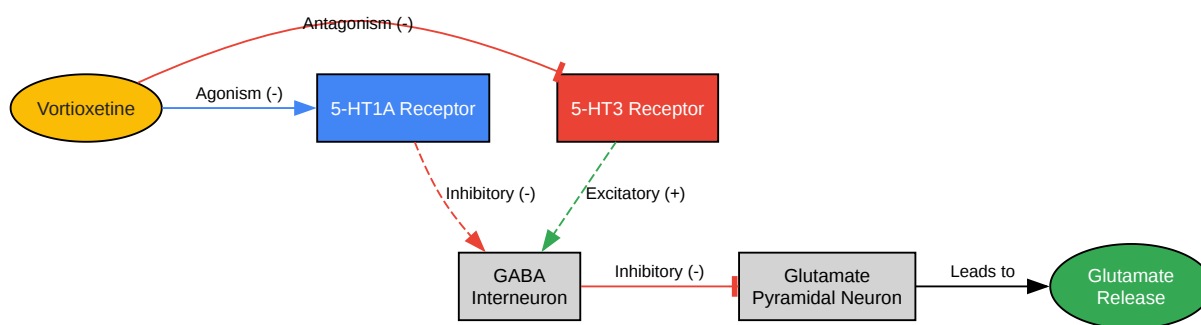 Antagonism (-)
Vortioxetine
Agonism (-)
5-HT1A Receptor
5-HT3 Receptor
Inhibitory (-)
Excitatory (+)
GABA
Interneuron
Inhibitory (-)
Glutamate
Pyramidal Neuron
Leads to
Glutamate
Release